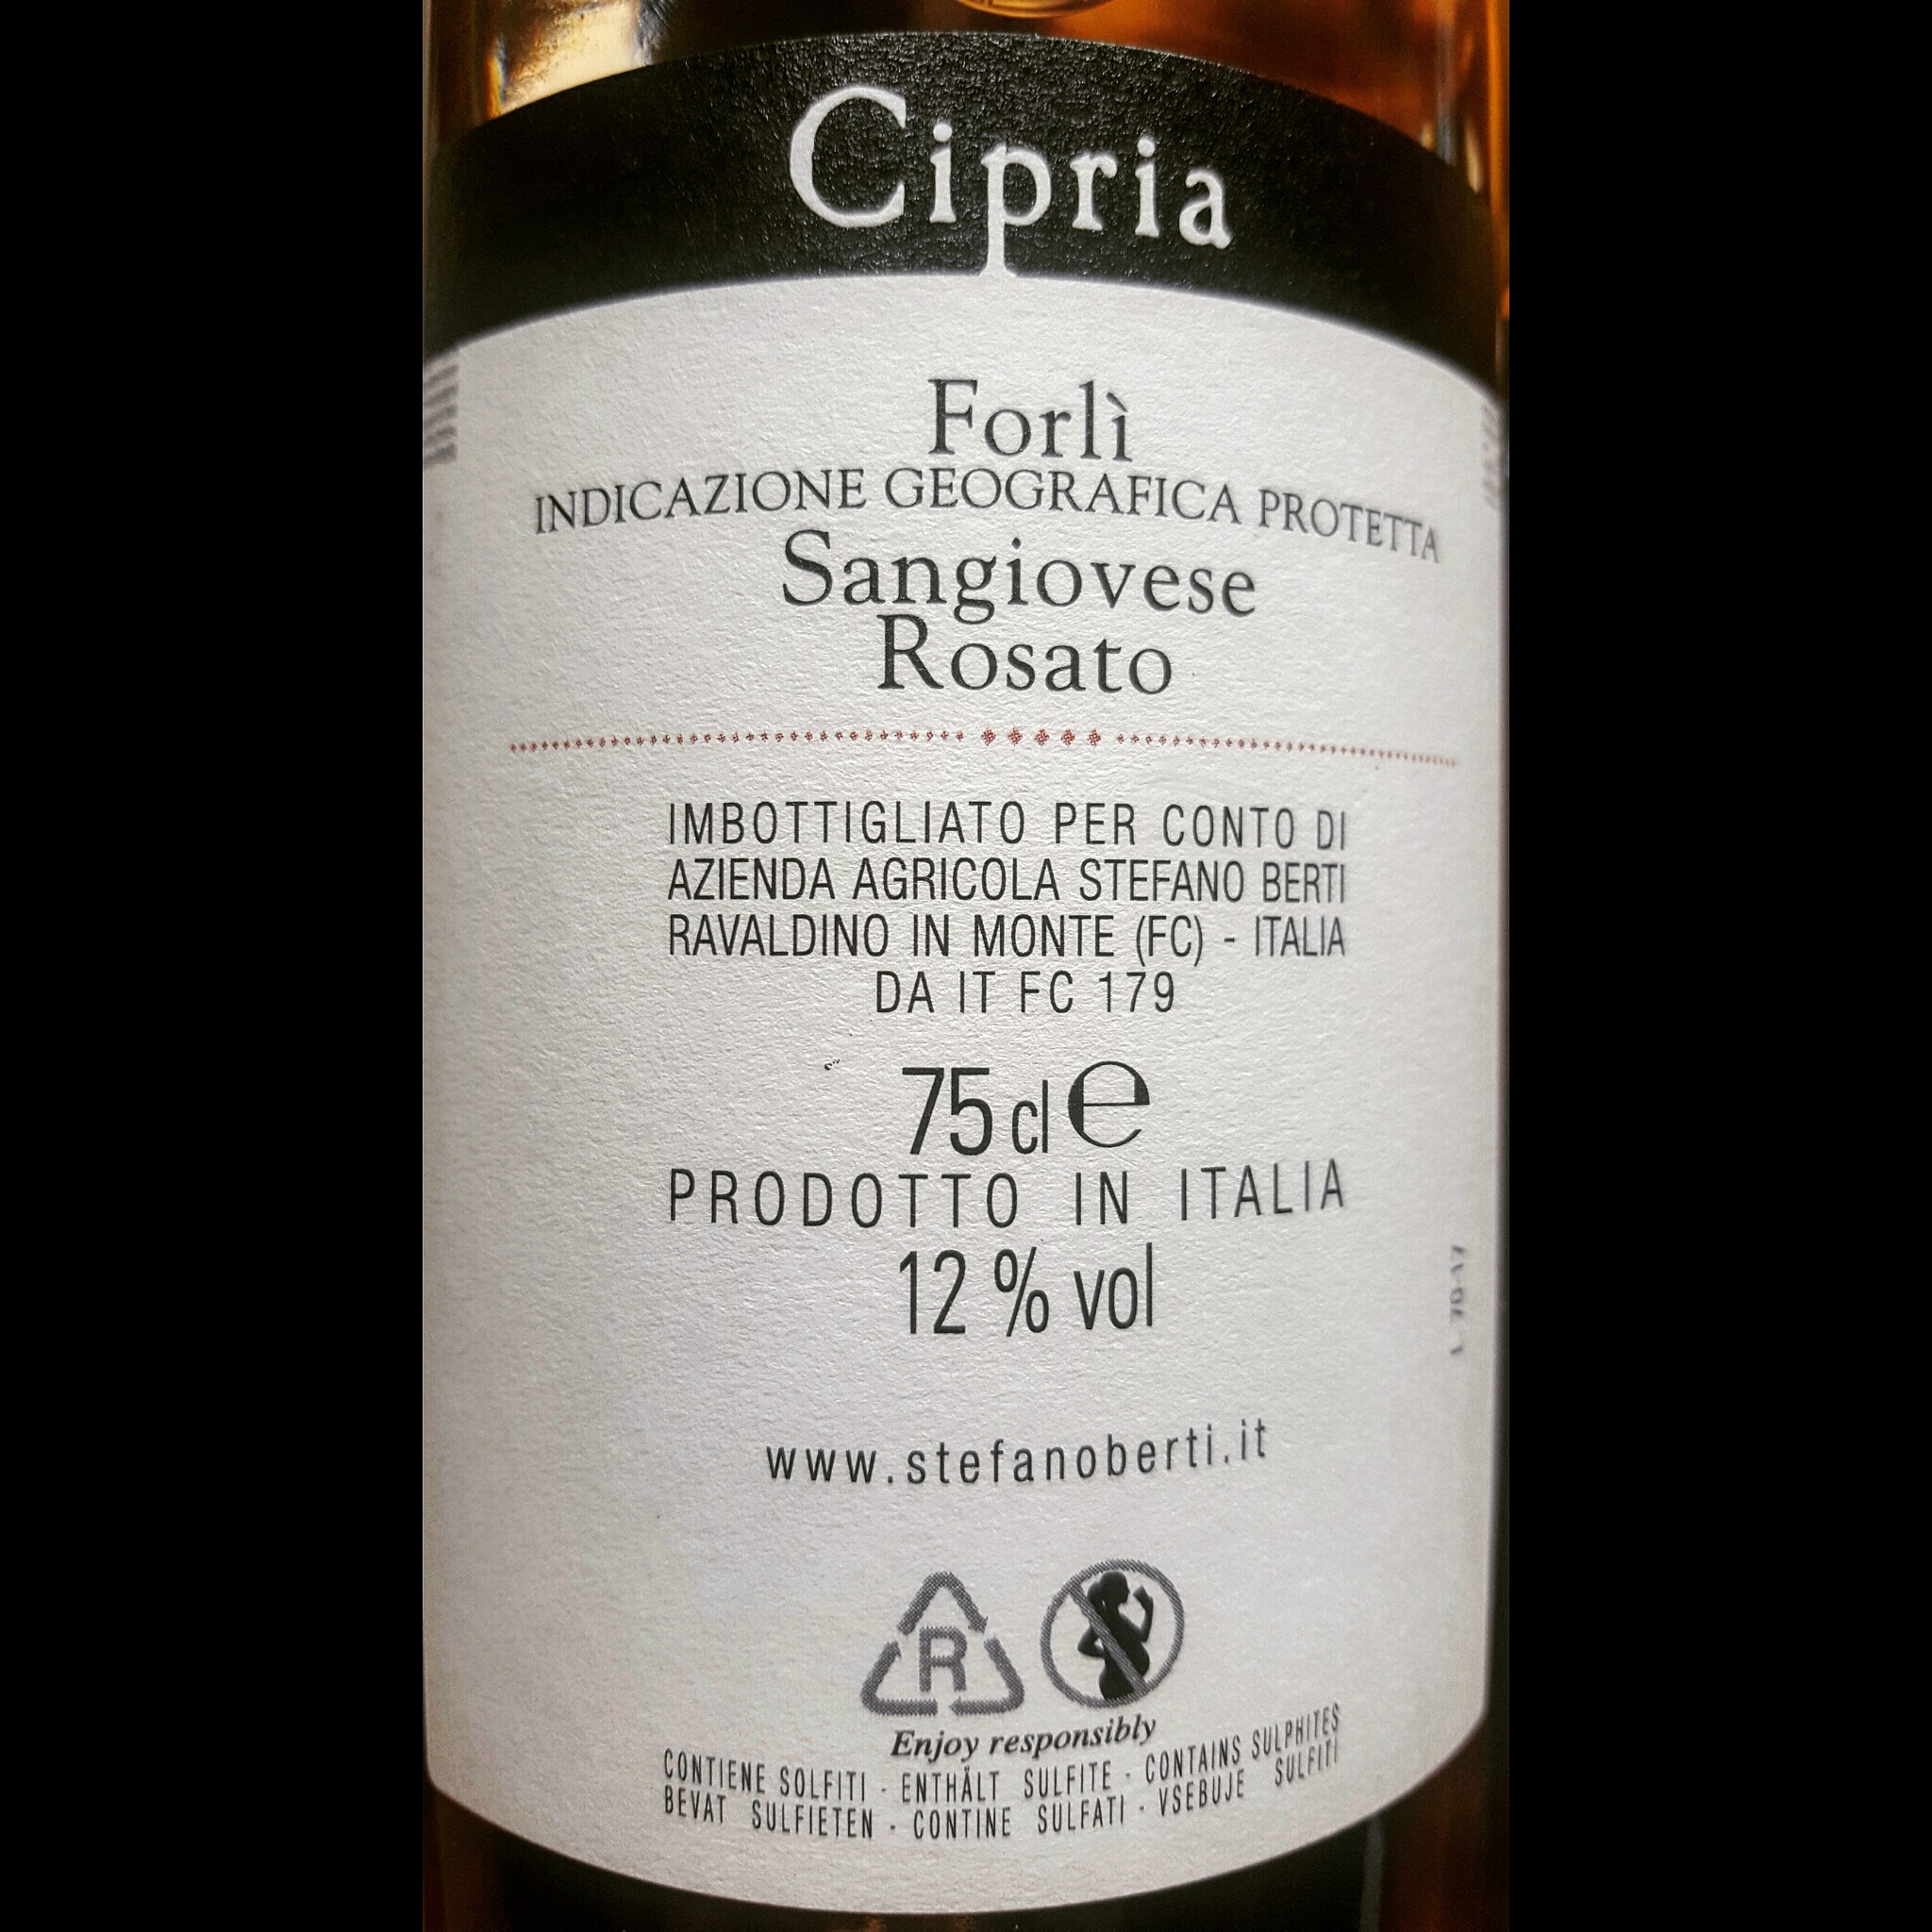 Cipria
Forlì
INDICAZIONE GEOGRAFICA PROTETTA
Sangiovese
Rosato
IMBOTTIGLIATO PER CONTO DI
AZIENDA AGRICOLA STEFANO BERTI
RAVALDINO IN MONTE (FC) - ITALIA
DA IT FC 179
75 cl e
PRODOTTO IN ITALIA
12 % vol
www.stefanoberti.it
R
Enjoy responsibly
CONTIENE SOLFITI - ENTHÄLT SULFITE - CONTAINS SULPHITES
BEVAT SULFIETEN - CONTINE SULFATI - VSEBUJE SULFITI